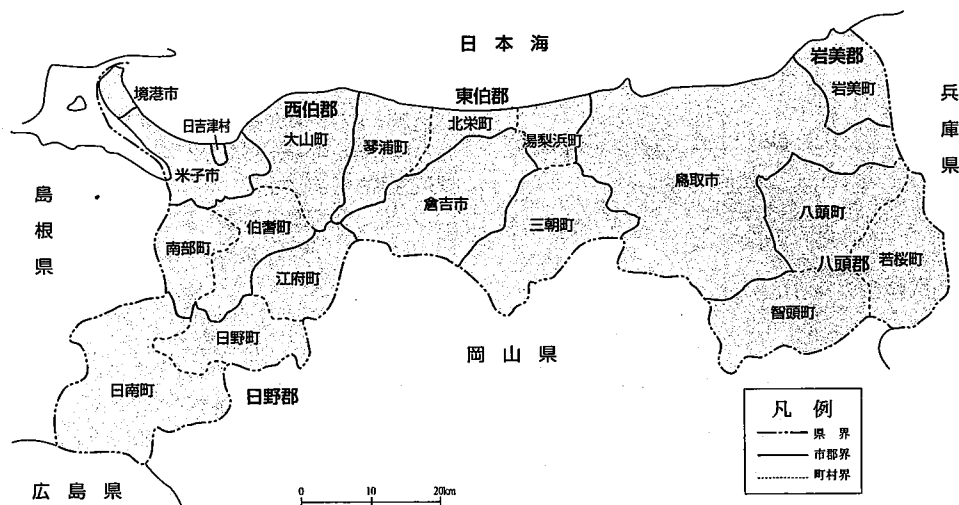 日本海
岩美郡
岩美町
兵庫県
境港市
日吉津村
西伯郡
大山町
東伯郡
北栄町
琴浦町
湯梨浜町
米子市
鳥取市
倉吉市
三朝町
八頭町
八頭郡
若桜町
智頭町
島根県
伯耆町
南部町
江府町
日野町
日南町
日野郡
岡山県
広島県
凡例
県界
市郡界
町村界
0 10 20km